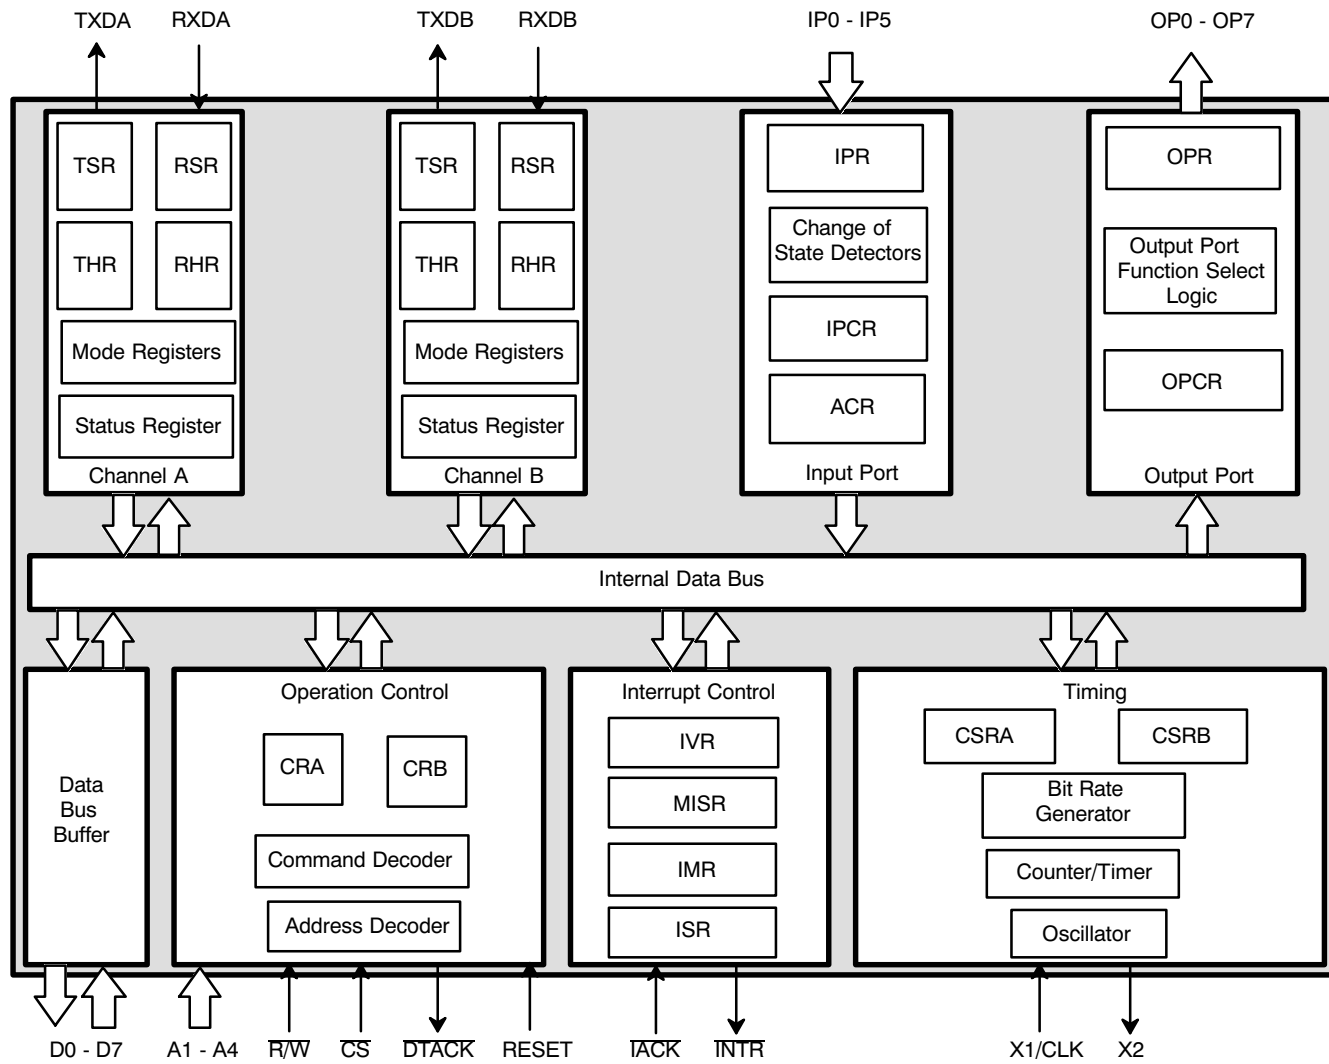 TXDA RXDA TXDB RXDB IP0 - IP5 OP0 - OP7
TSR RSR
THR RHR
Mode Registers
Status Register
Channel A
TSR RSR
THR RHR
Mode Registers
Status Register
Channel B
IPR
Change of
State Detectors
IPCR
ACR
Input Port
OPR
Output Port
Function Select
Logic
OPCR
Output Port
Internal Data Bus
Data
Bus
Buffer
Operation Control
CRA CRB
Command Decoder
Address Decoder
Interrupt Control
IVR
MISR
IMR
ISR
Timing
CSRA CSRB
Bit Rate
Generator
Counter/Timer
Oscillator
D0 - D7 A1 - A4 R/W CS DTACK RESET IACK INTR X1/CLK X2